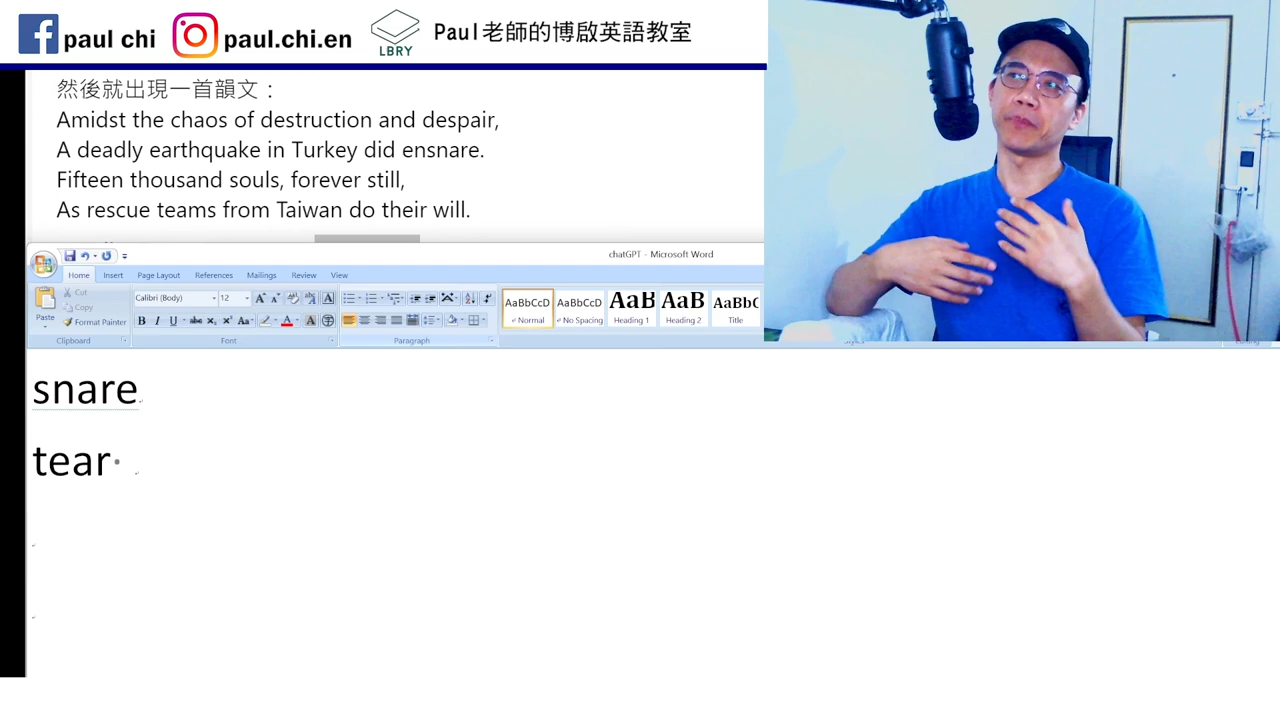 paul chi
paul.chi.en
LBRY
Paul老師的博啟英語教室
然後就出現一首韻文：
Amidst the chaos of destruction and despair,
A deadly earthquake in Turkey did ensnare.
Fifteen thousand souls, forever still,
As rescue teams from Taiwan do their will.
chatGPT - Microsoft Word
Home Insert Page Layout References Mailings Review View
Cut
Copy
Format Painter
Paste
Clipboard
Calibri (Body) 12
Font
Paragraph
AaBbCcD AaBbCcD AaB AaB AaBbC
Normal No Spacing Heading 1 Heading 2 Title
snare
tear